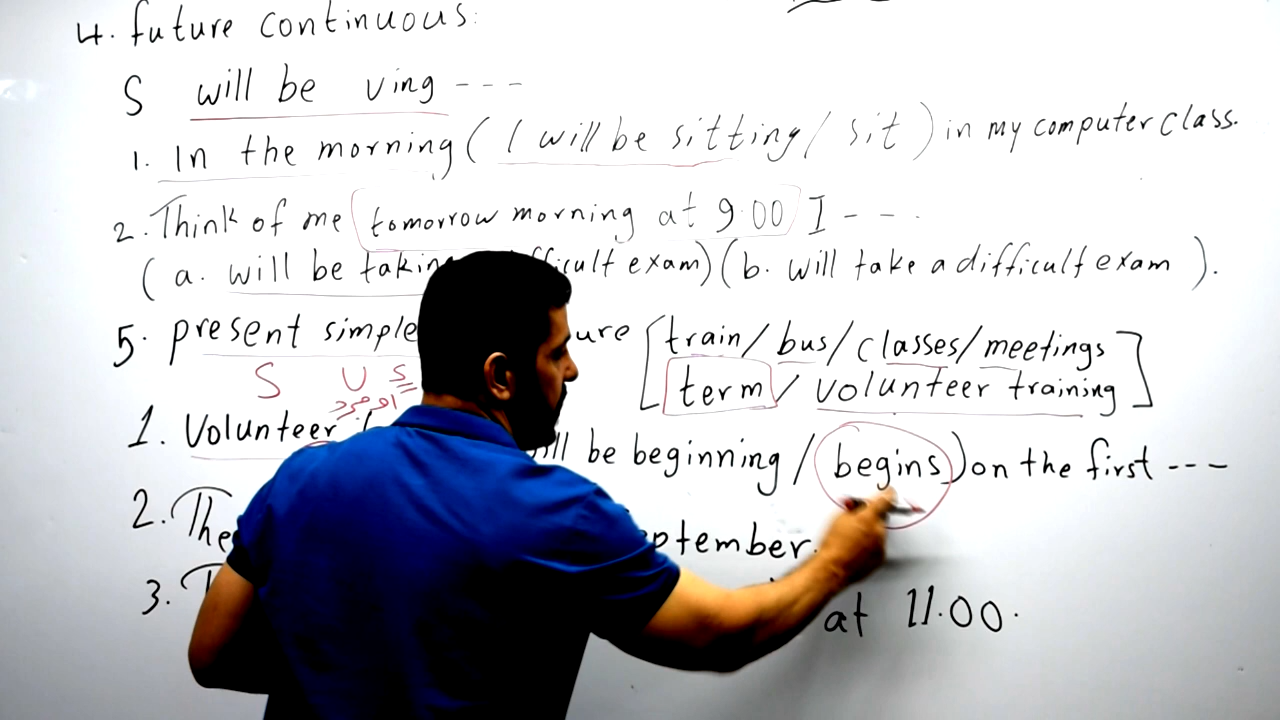 4. future continuous:
S will be Ving ---
1. In the morning ( I will be sitting / sit ) in my computer class.
2. Think of me tomorrow morning at 9:00 I ---.
( a. will be taking difficult exam) (b. will take a difficult exam ).
5. present simple [ train / bus / classes / meetings
term / volunteer training ]
S V s
او مفرد
1. Volunteer will be beginning / begins ) on the first ---
2. The September.
3. at 11.00.